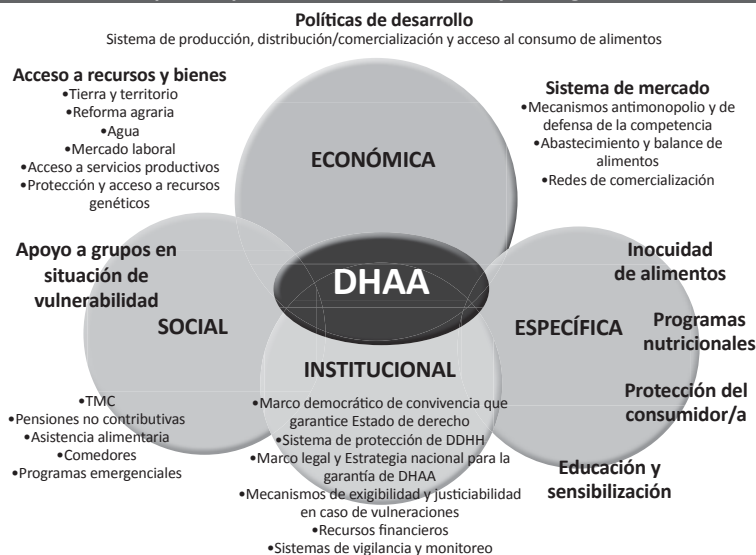 Políticas de desarrollo
Sistema de producción, distribución/comercialización y acceso al consumo de alimentos
Acceso a recursos y bienes
•Tierra y territorio
•Reforma agraria
•Agua
•Mercado laboral
•Acceso a servicios productivos
•Protección y acceso a recursos
genéticos
Sistema de mercado
•Mecanismos antimonopolio y de
defensa de la competencia
•Abastecimiento y balance de
alimentos
•Redes de comercialización
ECONÓMICA
Apoyo a grupos en
situación de
vulnerabilidad
SOCIAL
DHAA
ESPECÍFICA
Inocuidad
de alimentos
Programas
nutricionales
Protección del
consumidor/a
Educación y
sensibilización
•TMC
•Pensiones no contributivas
•Asistencia alimentaria
•Comedores
•Programas emergenciales
INSTITUCIONAL
•Marco democrático de convivencia que
garantice Estado de derecho
•Sistema de protección de DDHH
•Marco legal y Estrategia nacional para la
garantía de DHAA
•Mecanismos de exigibilidad y justiciabilidad
en caso de vulneraciones
•Recursos financieros
•Sistemas de vigilancia y monitoreo